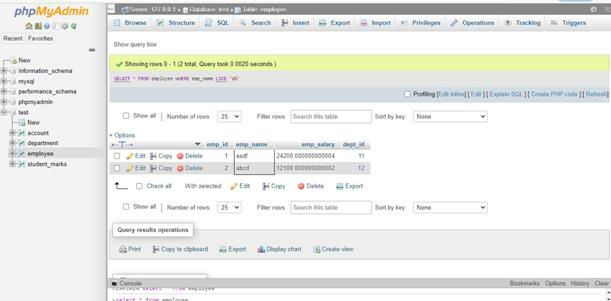 phpMyAdmin
Recent Favorites
New
information_schema
mysql
performance_schema
phpmyadmin
test
New
account
department
employee
student_marks
Server: 127.0.0.1 » Database: test » Table: employee
Browse Structure SQL Search Insert Export Import Privileges Operations Tracking Triggers
Show query box
Showing rows 0 - 1 (2 total, Query took 0.0020 seconds.)
SELECT * FROM employee WHERE emp_name LIKE
Profiling [Edit inline] [ Edit ] [ Explain SQL ] [ Create PHP code ] [ Refresh]
Show all Number of rows: 25 Filter rows: Search this table Sort by key: None
+ Options
←T→ emp_id emp_name emp_salary dept_id
Edit Copy Delete 1 asdf 24200.000000000004 11
Edit Copy Delete 2 abcd 12100.000000000002 12
Check all With selected: Edit Copy Delete Export
Show all Number of rows: 25 Filter rows: Search this table Sort by key: None
Query results operations
Print Copy to clipboard Export Display chart Create view
Console Bookmarks Options History Clear
>EXPLAIN select * from employee
>select * from employee